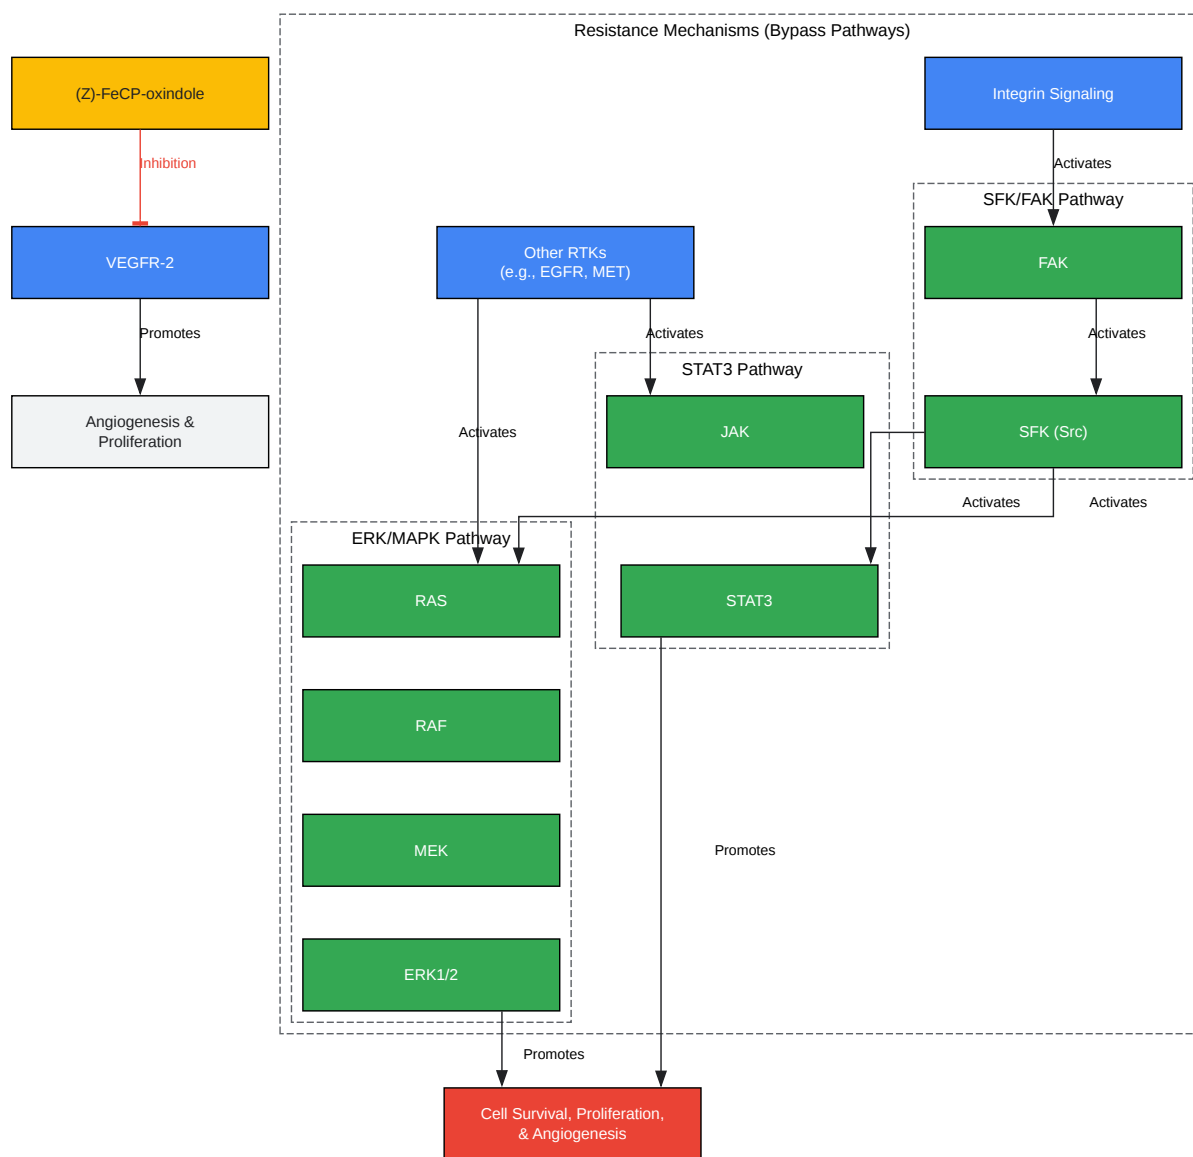 Resistance Mechanisms (Bypass Pathways)
(Z)-FeCP-oxindole
Integrin Signaling
Inhibition
Activates
SFK/FAK Pathway
VEGFR-2
Other RTKs
(e.g., EGFR, MET)
FAK
Promotes
Activates
Activates
STAT3 Pathway
Angiogenesis &
Proliferation
Activates
JAK
SFK (Src)
Activates
Activates
ERK/MAPK Pathway
RAS
STAT3
RAF
MEK
Promotes
ERK1/2
Promotes
Cell Survival, Proliferation,
& Angiogenesis